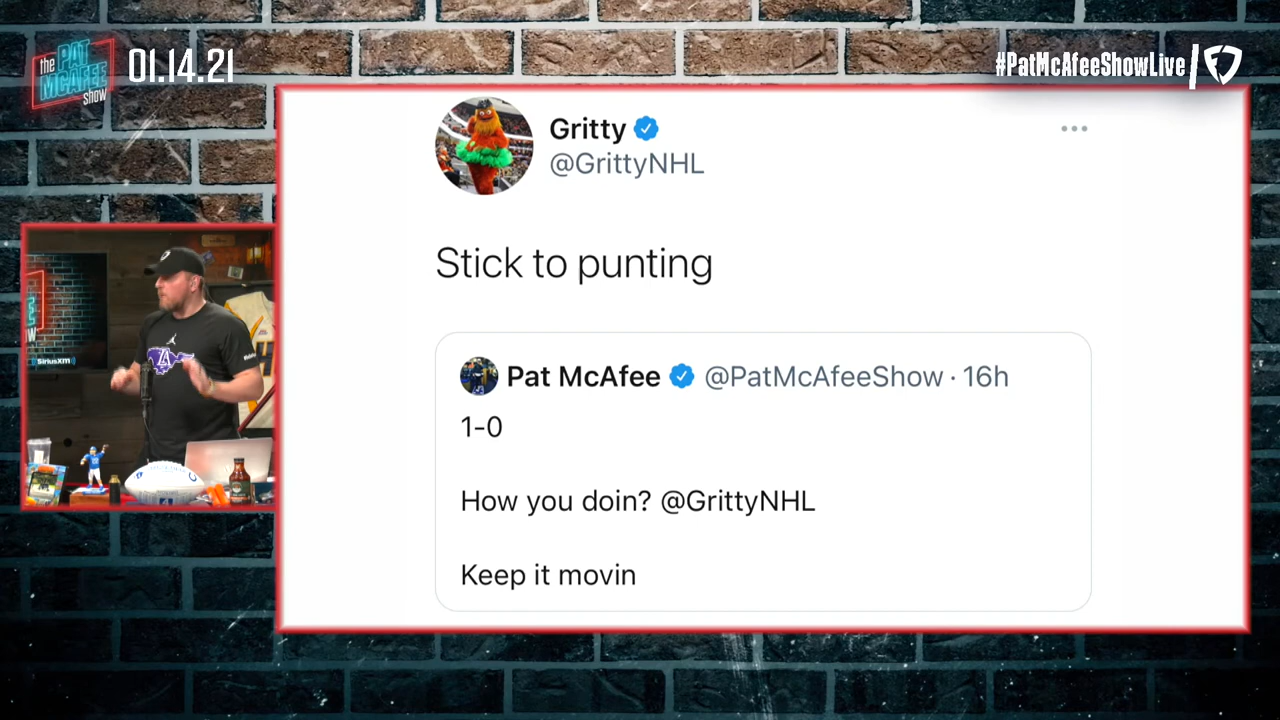 the PAT
MCAFEE
show
01.14.21
#PatMcAfeeShowLive
Gritty
@GrittyNHL
Stick to punting
Pat McAfee @PatMcAfeeShow · 16h
1-0
How you doin? @GrittyNHL
Keep it movin
SiriusXM